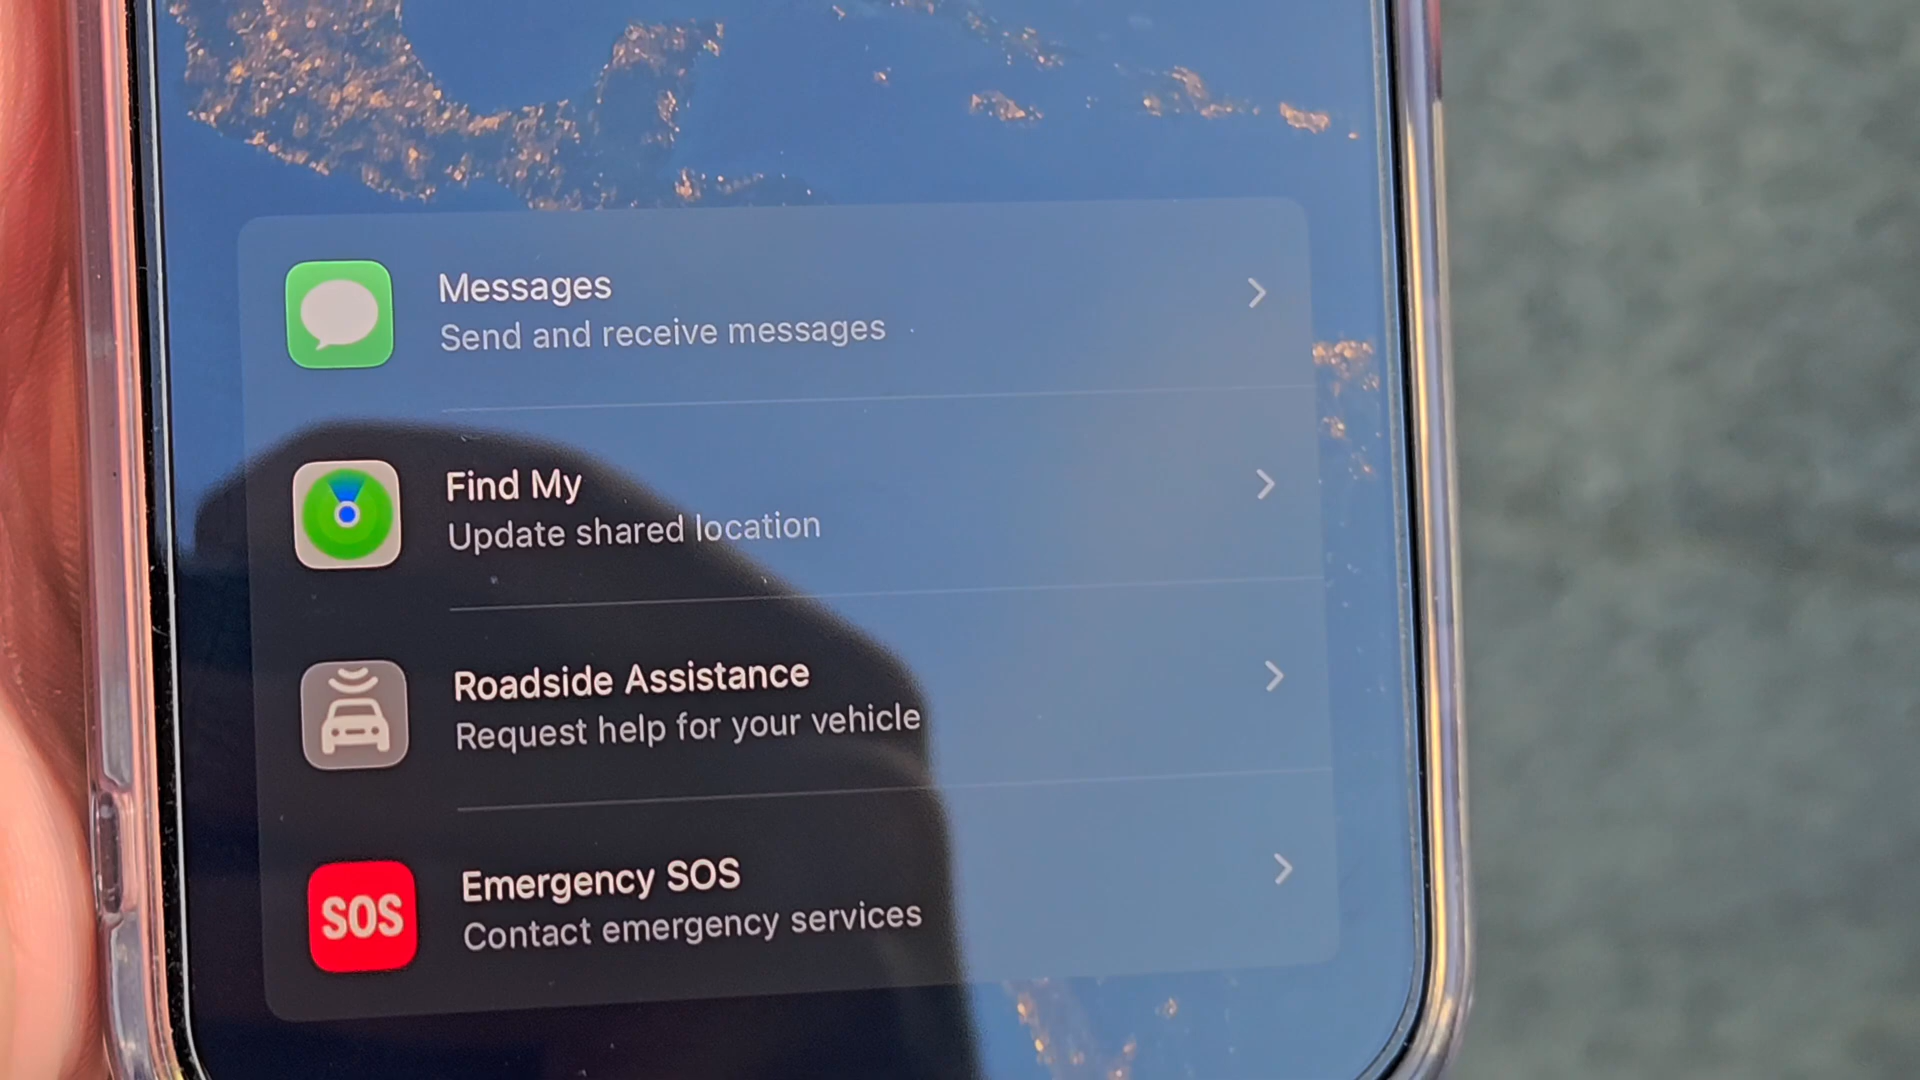 Messages
Send and receive messages
Find My
Update shared location
Roadside Assistance
Request help for your vehicle
SOS
Emergency SOS
Contact emergency services